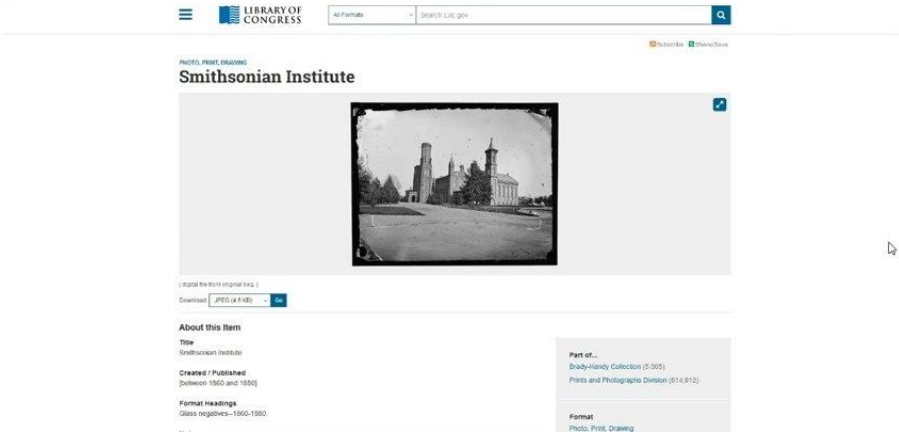 LIBRARY OF
CONGRESS
All Formats
Search Loc.gov
Subscribe Share/Save
PHOTO, PRINT, DRAWING
Smithsonian Institute
[ digital file from original neg. ]
Download JPEG (4.5 KB) Go
About this Item
Title
Smithsonian Institute
Created / Published
[between 1860 and 1880]
Format Headings
Glass negatives--1860-1880.
Part of...
Brady-Handy Collection (5,005)
Prints and Photographs Division (614,912)
Format
Photo, Print, Drawing